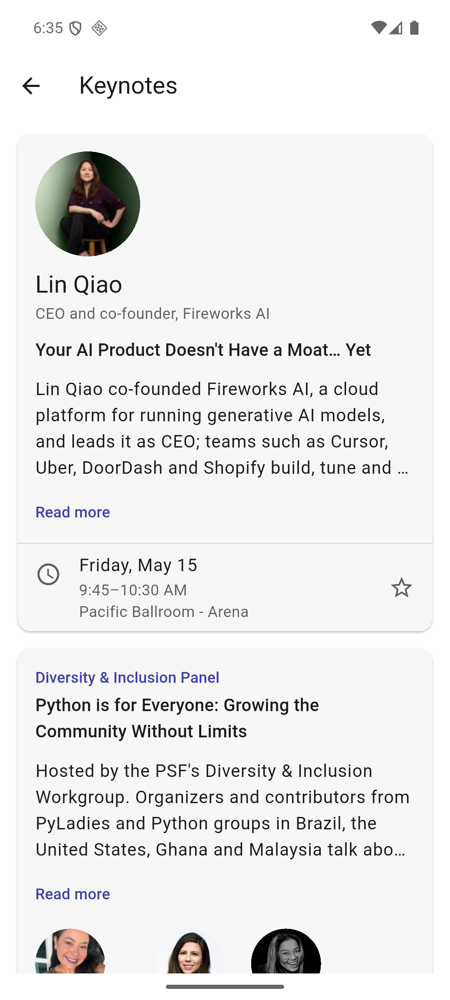 6:35
Keynotes
Lin Qiao
CEO and co-founder, Fireworks AI
Your AI Product Doesn't Have a Moat… Yet
Lin Qiao co-founded Fireworks AI, a cloud
platform for running generative AI models,
and leads it as CEO; teams such as Cursor,
Uber, DoorDash and Shopify build, tune and …
Read more
Friday, May 15
9:45–10:30 AM
Pacific Ballroom - Arena
Diversity & Inclusion Panel
Python is for Everyone: Growing the
Community Without Limits
Hosted by the PSF's Diversity & Inclusion
Workgroup. Organizers and contributors from
PyLadies and Python groups in Brazil, the
United States, Ghana and Malaysia talk abo…
Read more